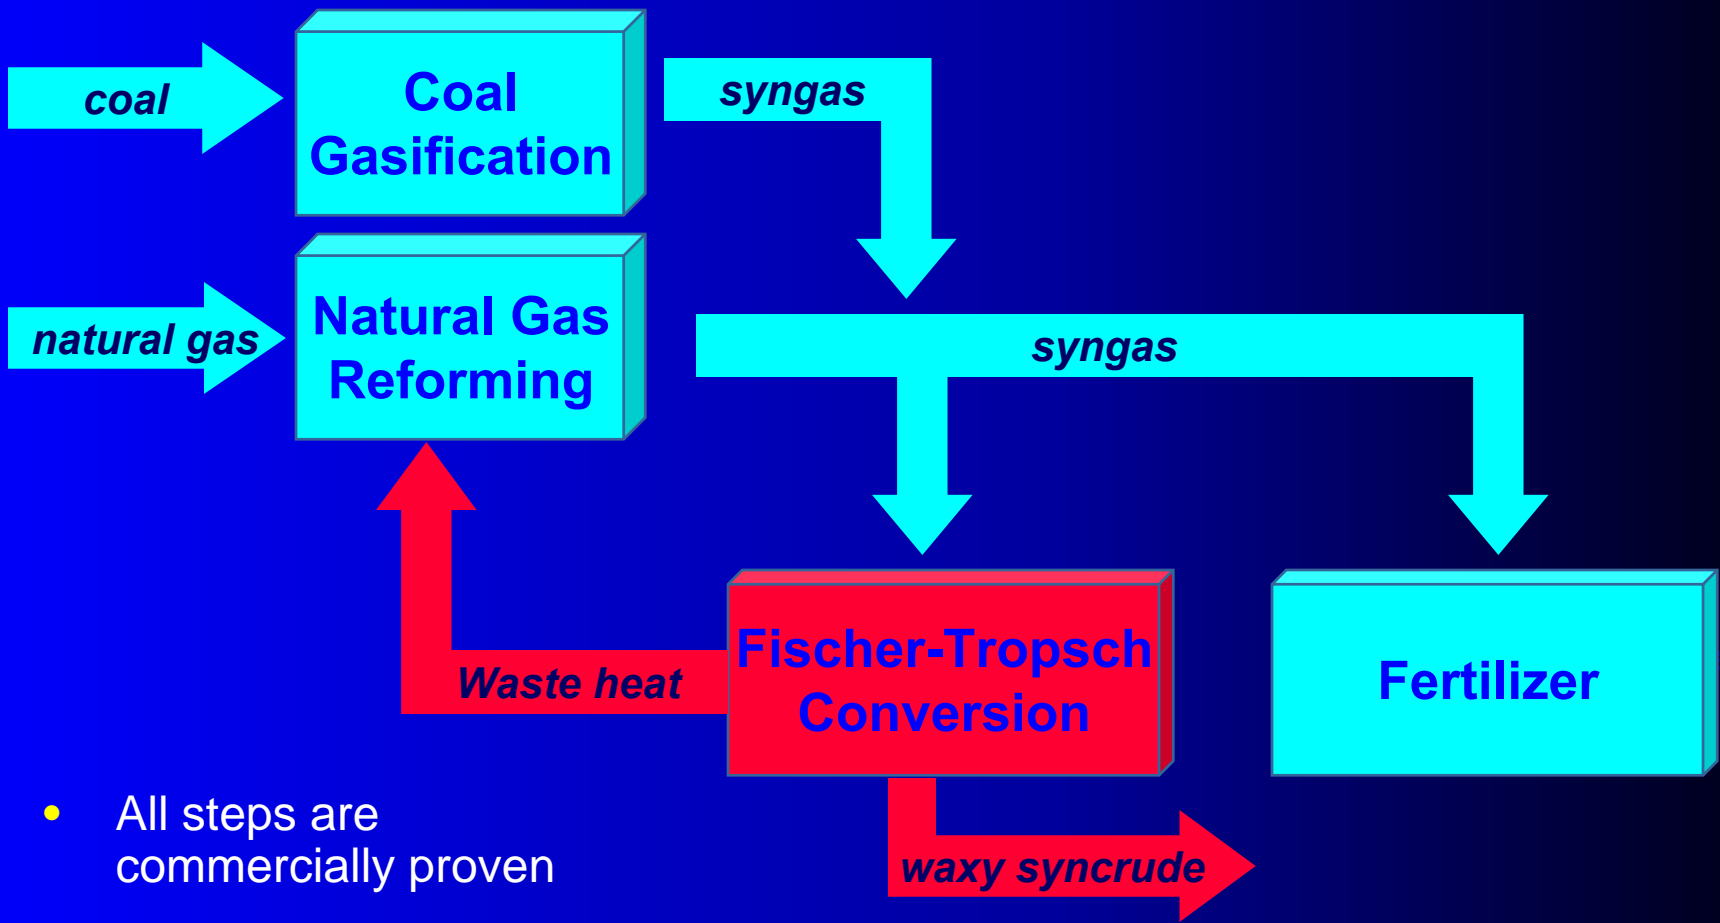 coal
Coal
Gasification
syngas
natural gas
Natural Gas
Reforming
syngas
Waste heat
Fischer-Tropsch
Conversion
Fertilizer
• All steps are
commercially proven
waxy syncrude